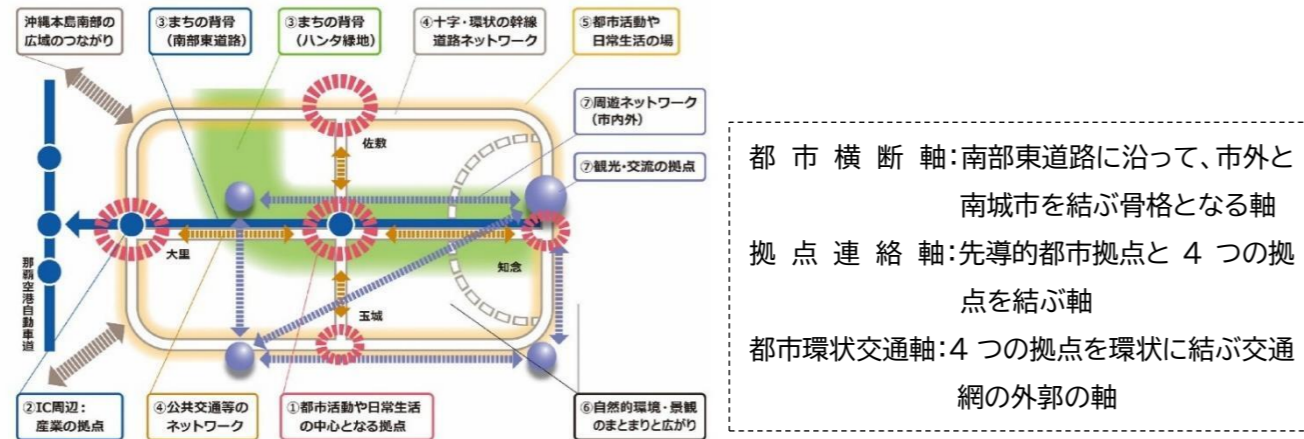 沖縄本島南部の
広域のつながり
③まちの背骨
（南部東道路）
③まちの背骨
（ハンタ緑地）
④十字・環状の幹線
道路ネットワーク
⑤都市活動や
日常生活の場
⑦周遊ネットワーク
（市内外）
⑦観光・交流の拠点
佐敷
大里
知念
玉城
那覇空港自動車道
②IC周辺：
産業の拠点
④公共交通等の
ネットワーク
①都市活動や日常生活
の中心となる拠点
⑥自然的環境・景観
のまとまりと広がり
都市横断軸：南部東道路に沿って、市外と
南城市を結ぶ骨格となる軸
拠点連絡軸：先導的都市拠点と 4 つの拠
点を結ぶ軸
都市環状交通軸：4 つの拠点を環状に結ぶ交通
網の外郭の軸